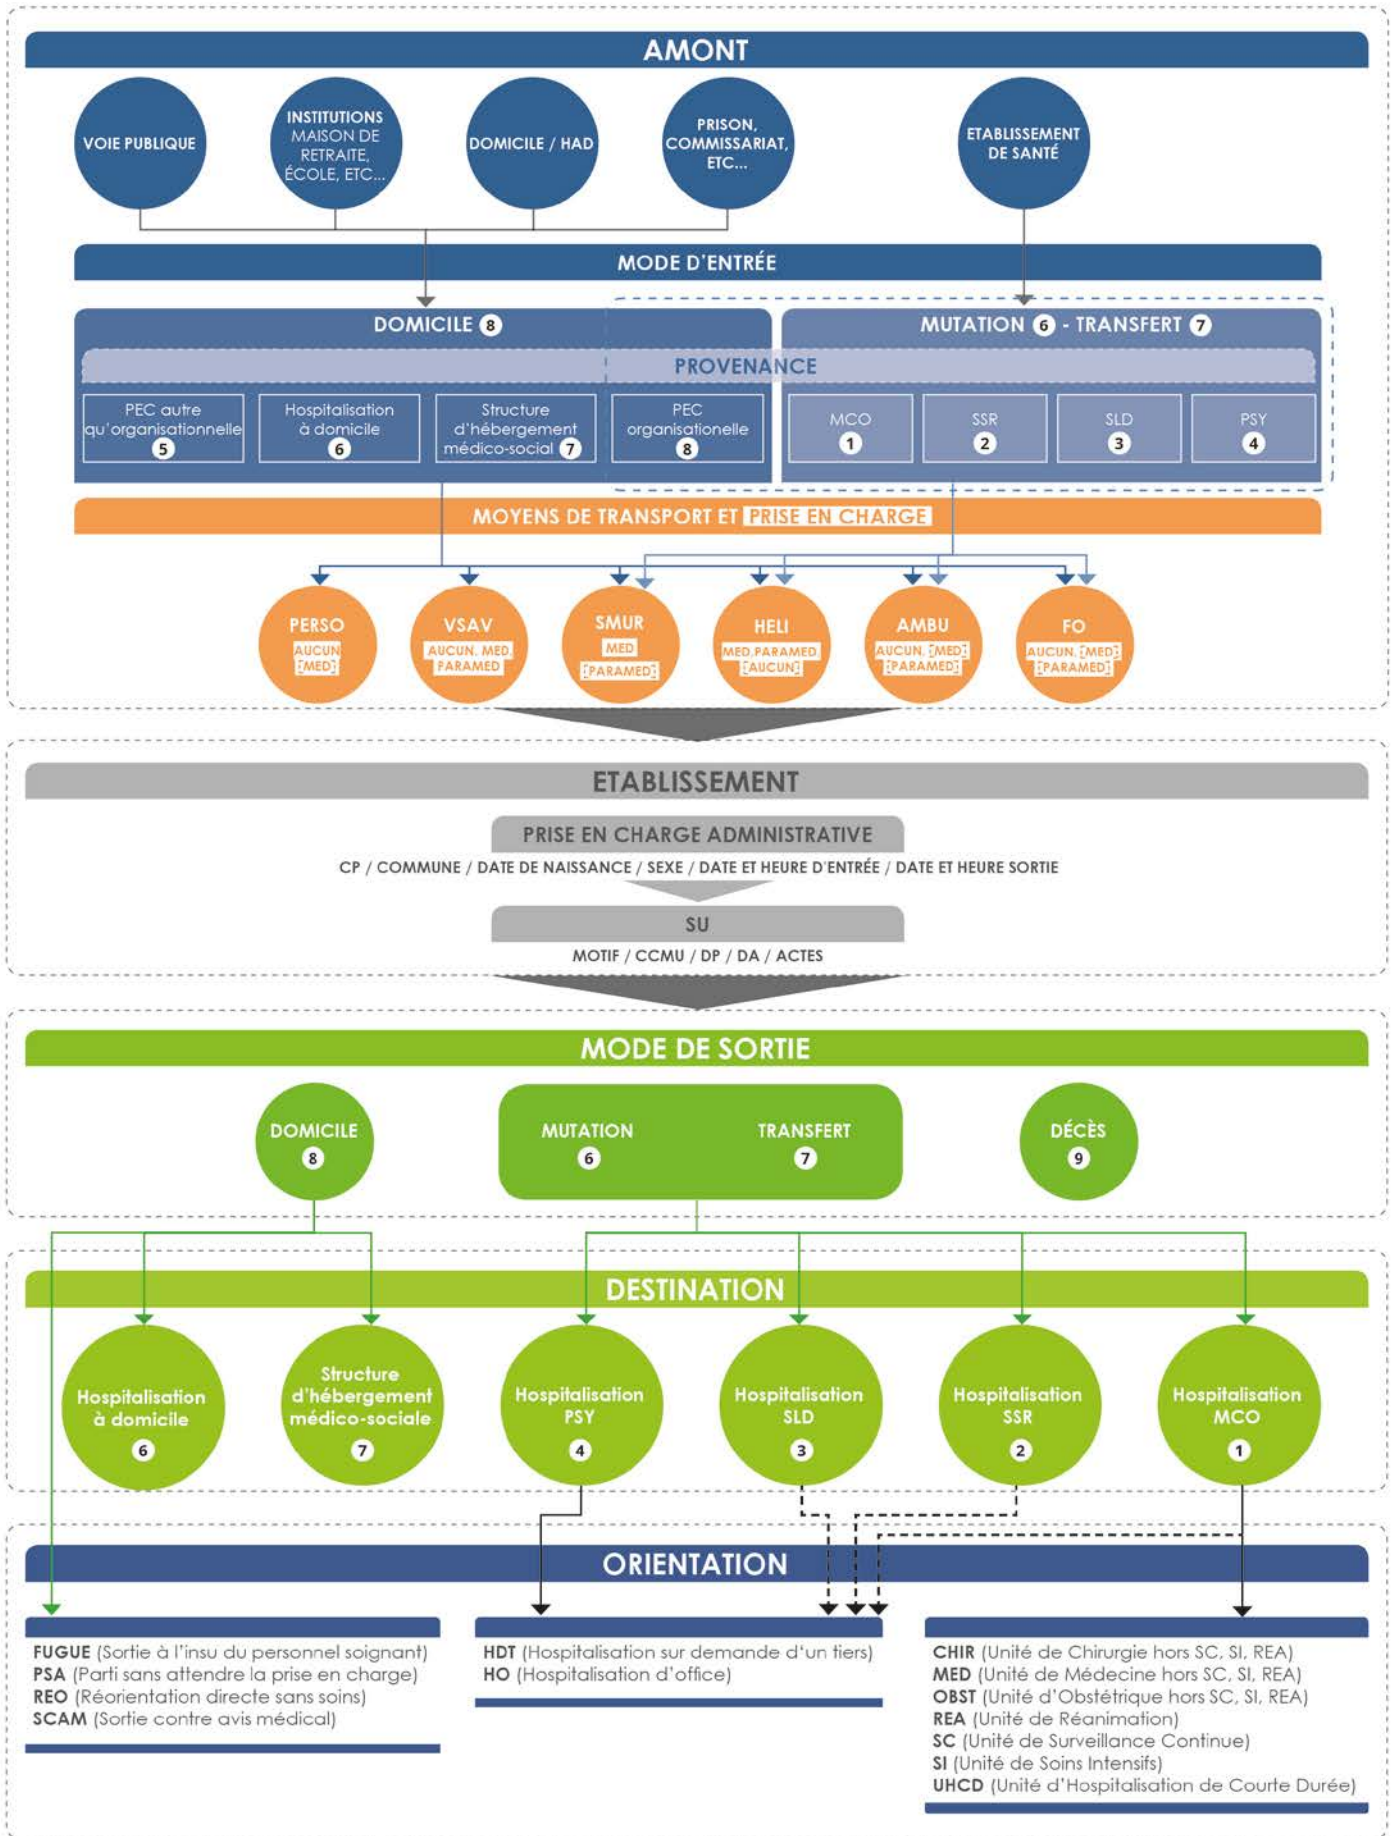 AMONT
VOIE PUBLIQUE
INSTITUTIONS
MAISON DE
RETRAITE,
ÉCOLE, ETC...
DOMICILE / HAD
PRISON,
COMMISSARIAT,
ETC...
ETABLISSEMENT
DE SANTÉ
MODE D'ENTRÉE
DOMICILE 8
MUTATION 6 - TRANSFERT 7
PROVENANCE
PEC autre
qu'organisationnelle
5
Hospitalisation
à domicile
6
Structure
d'hébergement
médico-social 7
PEC
organisationelle
8
MCO
1
SSR
2
SLD
3
PSY
4
MOYENS DE TRANSPORT ET PRISE EN CHARGE
PERSO
AUCUN
[MED]
VSAV
AUCUN. MED,
PARAMED
SMUR
MED
[PARAMED]
HELI
MED,PARAMED
[AUCUN]
AMBU
AUCUN. [MED]
[PARAMED]
FO
AUCUN. [MED]
[PARAMED]
ETABLISSEMENT
PRISE EN CHARGE ADMINISTRATIVE
CP / COMMUNE / DATE DE NAISSANCE / SEXE / DATE ET HEURE D'ENTRÉE / DATE ET HEURE SORTIE
SU
MOTIF / CCMU / DP / DA / ACTES
MODE DE SORTIE
DOMICILE
8
MUTATION
6
TRANSFERT
7
DÉCÈS
9
DESTINATION
Hospitalisation
à domicile
6
Structure
d'hébergement
médico-sociale
7
Hospitalisation
PSY
4
Hospitalisation
SLD
3
Hospitalisation
SSR
2
Hospitalisation
MCO
1
ORIENTATION
FUGUE (Sortie à l'insu du personnel soignant)
PSA (Parti sans attendre la prise en charge)
REO (Réorientation directe sans soins)
SCAM (Sortie contre avis médical)
HDT (Hospitalisation sur demande d'un tiers)
HO (Hospitalisation d'office)
CHIR (Unité de Chirurgie hors SC, SI, REA)
MED (Unité de Médecine hors SC, SI, REA)
OBST (Unité d'Obstétrique hors SC, SI, REA)
REA (Unité de Réanimation)
SC (Unité de Surveillance Continue)
SI (Unité de Soins Intensifs)
UHCD (Unité d'Hospitalisation de Courte Durée)